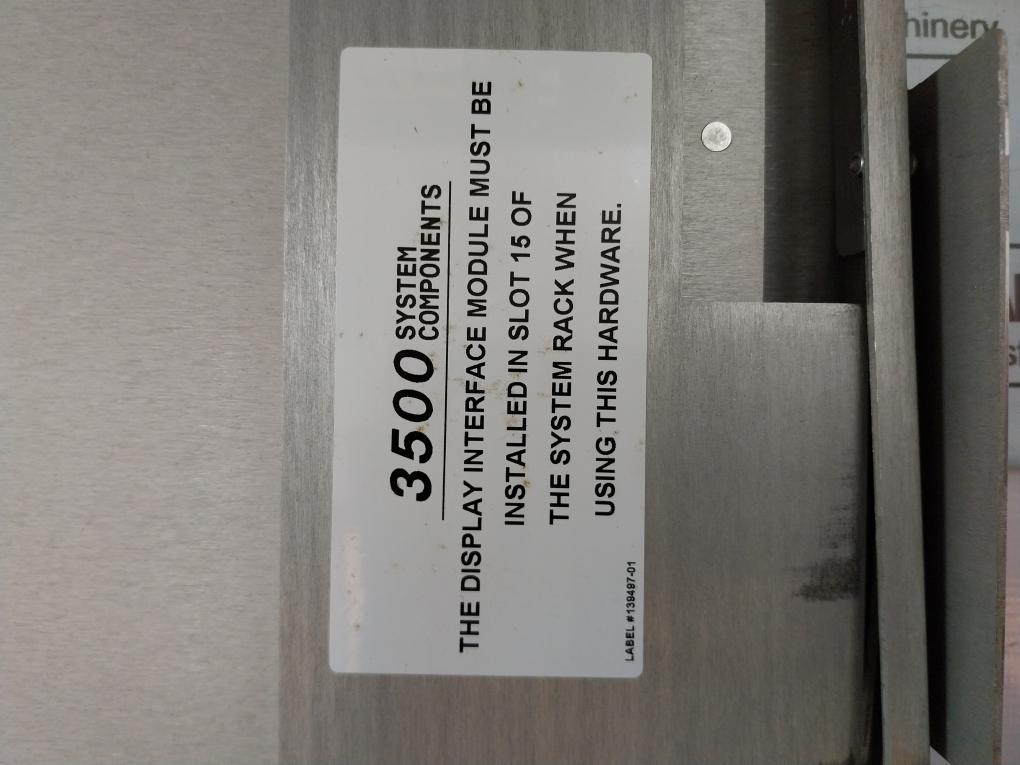 3500 SYSTEM
COMPONENTS
THE DISPLAY INTERFACE MODULE MUST BE
INSTALLED IN SLOT 15 OF
THE SYSTEM RACK WHEN
USING THIS HARDWARE.
LABEL #139497-01
hinery